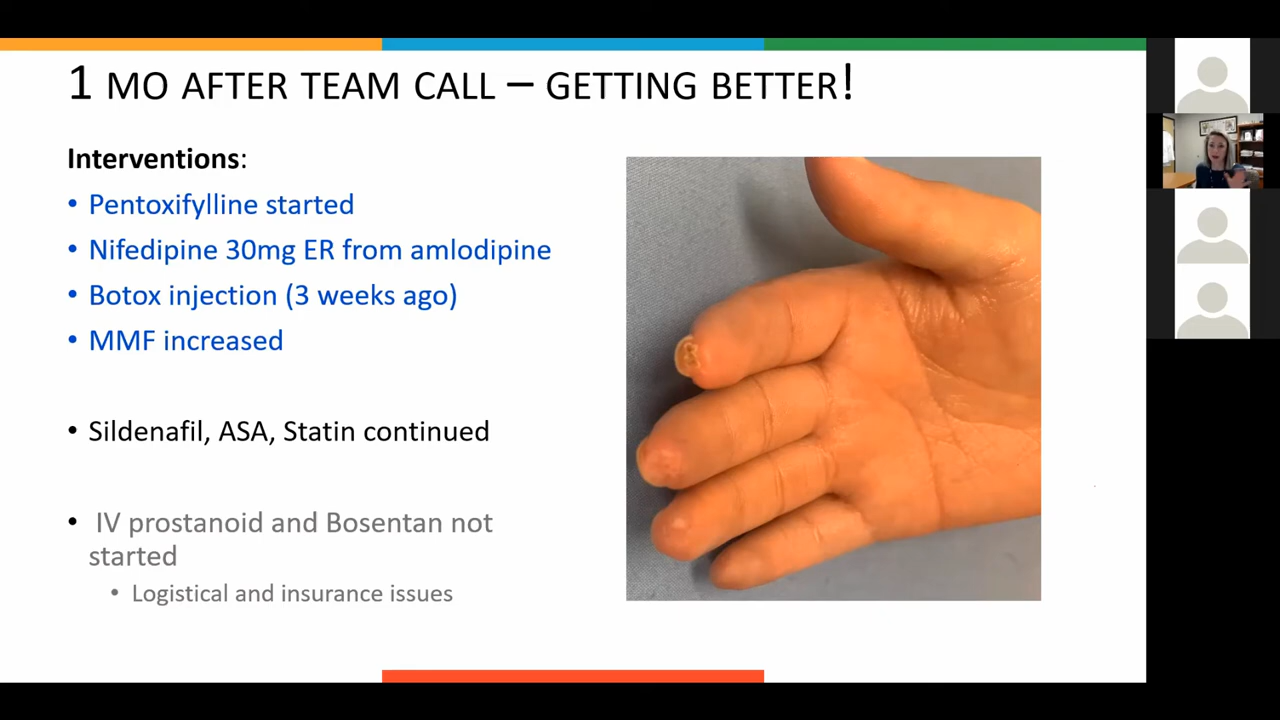 1 MO AFTER TEAM CALL – GETTING BETTER!
Interventions:
• Pentoxifylline started
• Nifedipine 30mg ER from amlodipine
• Botox injection (3 weeks ago)
• MMF increased
• Sildenafil, ASA, Statin continued
• IV prostanoid and Bosentan not
started
• Logistical and insurance issues